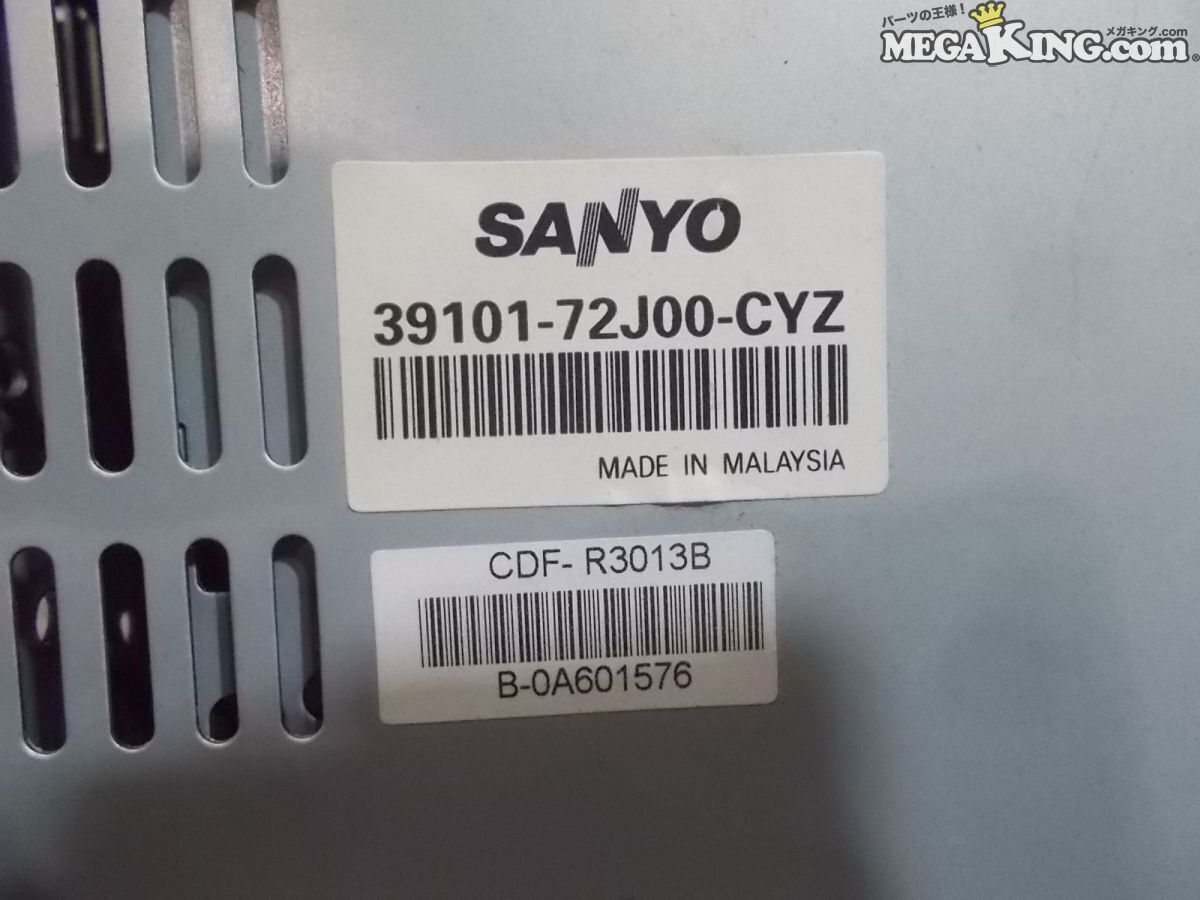 パーツの王様！
メガキング.com
MEGAKING.com®
SANYO
39101-72J00-CYZ
MADE IN MALAYSIA
CDF- R3013B
B-0A601576